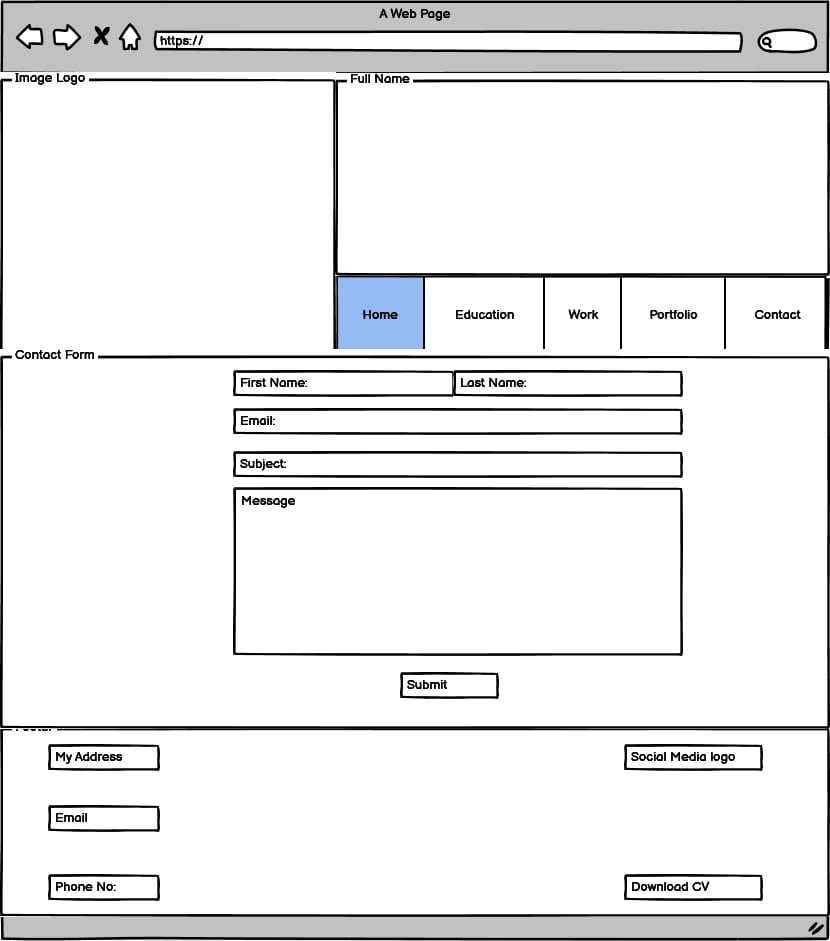 A Web Page
https://
Image Logo
Full Name
Home Education Work Portfolio Contact
Contact Form
First Name: Last Name:
Email:
Subject:
Message
Submit
My Address Social Media logo
Email
Phone No: Download CV